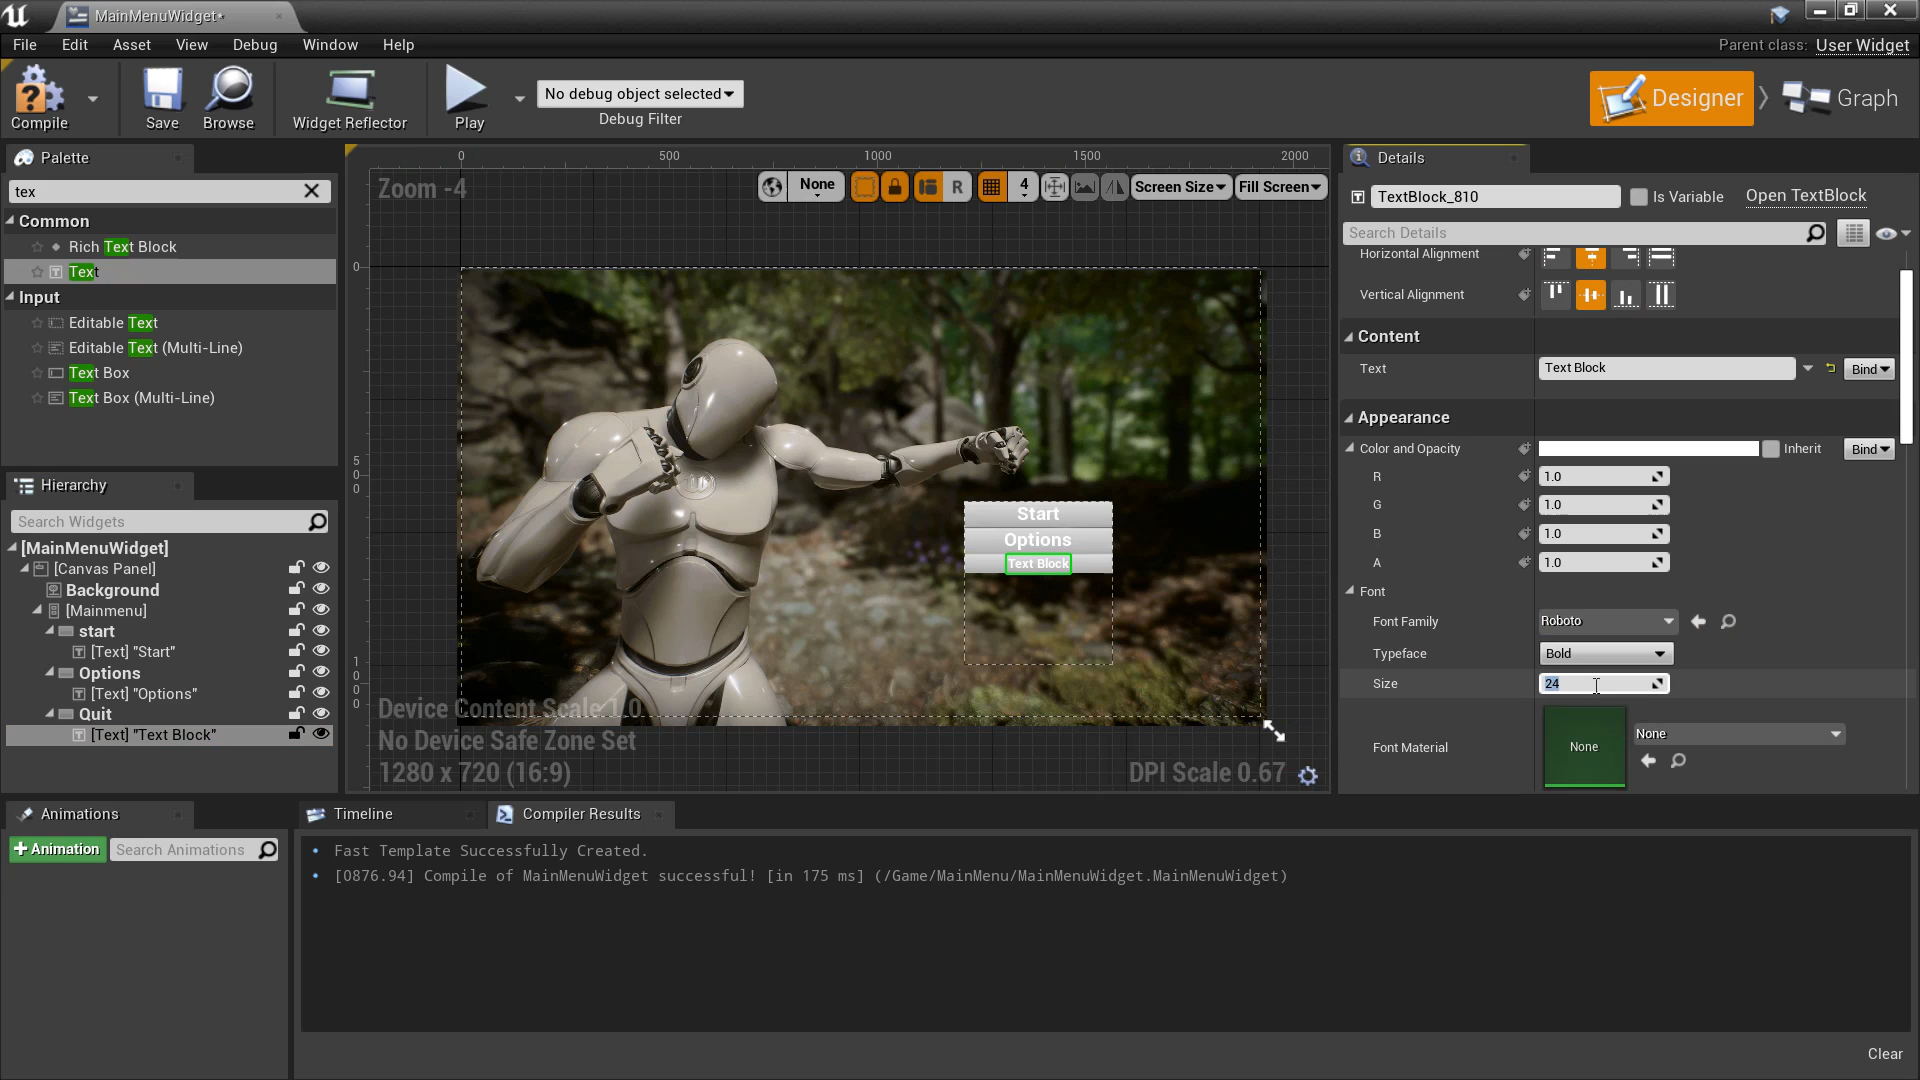 MainMenuWidget*
File Edit Asset View Debug Window Help
Parent class: User Widget
Compile Save Browse Widget Reflector Play
No debug object selected
Debug Filter
Designer Graph
Palette
tex
Common
Rich Text Block
Text
Input
Editable Text
Editable Text (Multi-Line)
Text Box
Text Box (Multi-Line)
Hierarchy
Search Widgets
[MainMenuWidget]
[Canvas Panel]
Background
[Mainmenu]
start
[Text] "Start"
Options
[Text] "Options"
Quit
[Text] "Text Block"
0 500 1000 1500 2000
Zoom -4
None R 4 Screen Size Fill Screen
0
5
0
0
1
0
0
0
Start
Options
Text Block
Device Content Scale 1.0
No Device Safe Zone Set
1280 x 720 (16:9)
DPI Scale 0.67
Details
TextBlock_810 Is Variable Open TextBlock
Search Details
Horizontal Alignment
Vertical Alignment
Content
Text Text Block Bind
Appearance
Color and Opacity Inherit Bind
R 1.0
G 1.0
B 1.0
A 1.0
Font
Font Family Roboto
Typeface Bold
Size 24
Font Material None None
Animations
+ Animation Search Animations
Timeline Compiler Results
• Fast Template Successfully Created.
• [0876.94] Compile of MainMenuWidget successful! [in 175 ms] (/Game/MainMenu/MainMenuWidget.MainMenuWidget)
Clear